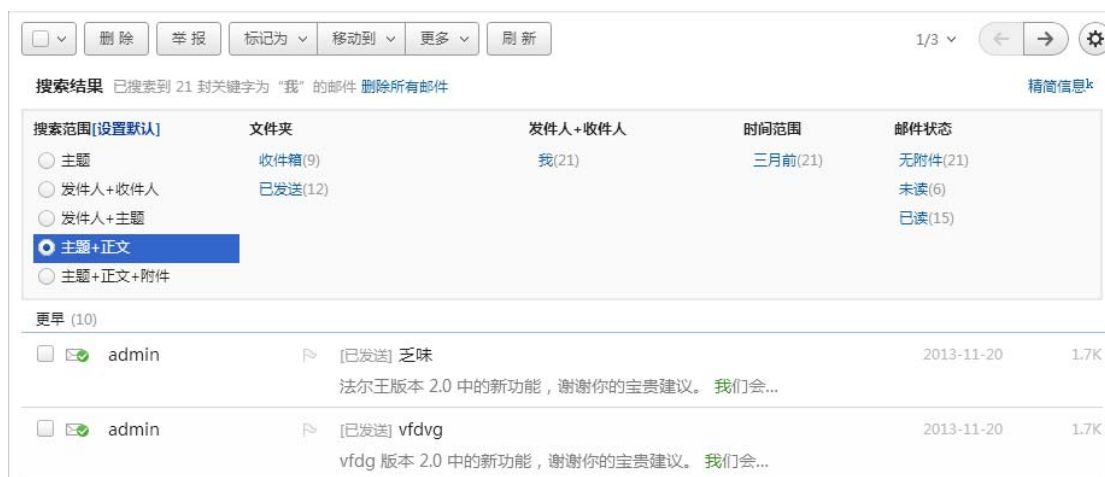 删 除 举 报 标记为 移动到 更多 刷 新 1/3
搜索结果 已搜索到 21 封关键字为 “我” 的邮件 删除所有邮件 精简信息k
搜索范围[设置默认] 文件夹 发件人+收件人 时间范围 邮件状态
主题 收件箱(9) 我(21) 三月前(21) 无附件(21)
发件人+收件人 已发送(12) 未读(6)
发件人+主题 已读(15)
主题+正文
主题+正文+附件
更早 (10)
admin [已发送] 乏味 2013-11-20 1.7K
法尔王版本 2.0 中的新功能，谢谢你的宝贵建议。 我们会...
admin [已发送] vfdvg 2013-11-20 1.7K
vfdg 版本 2.0 中的新功能，谢谢你的宝贵建议。 我们会...